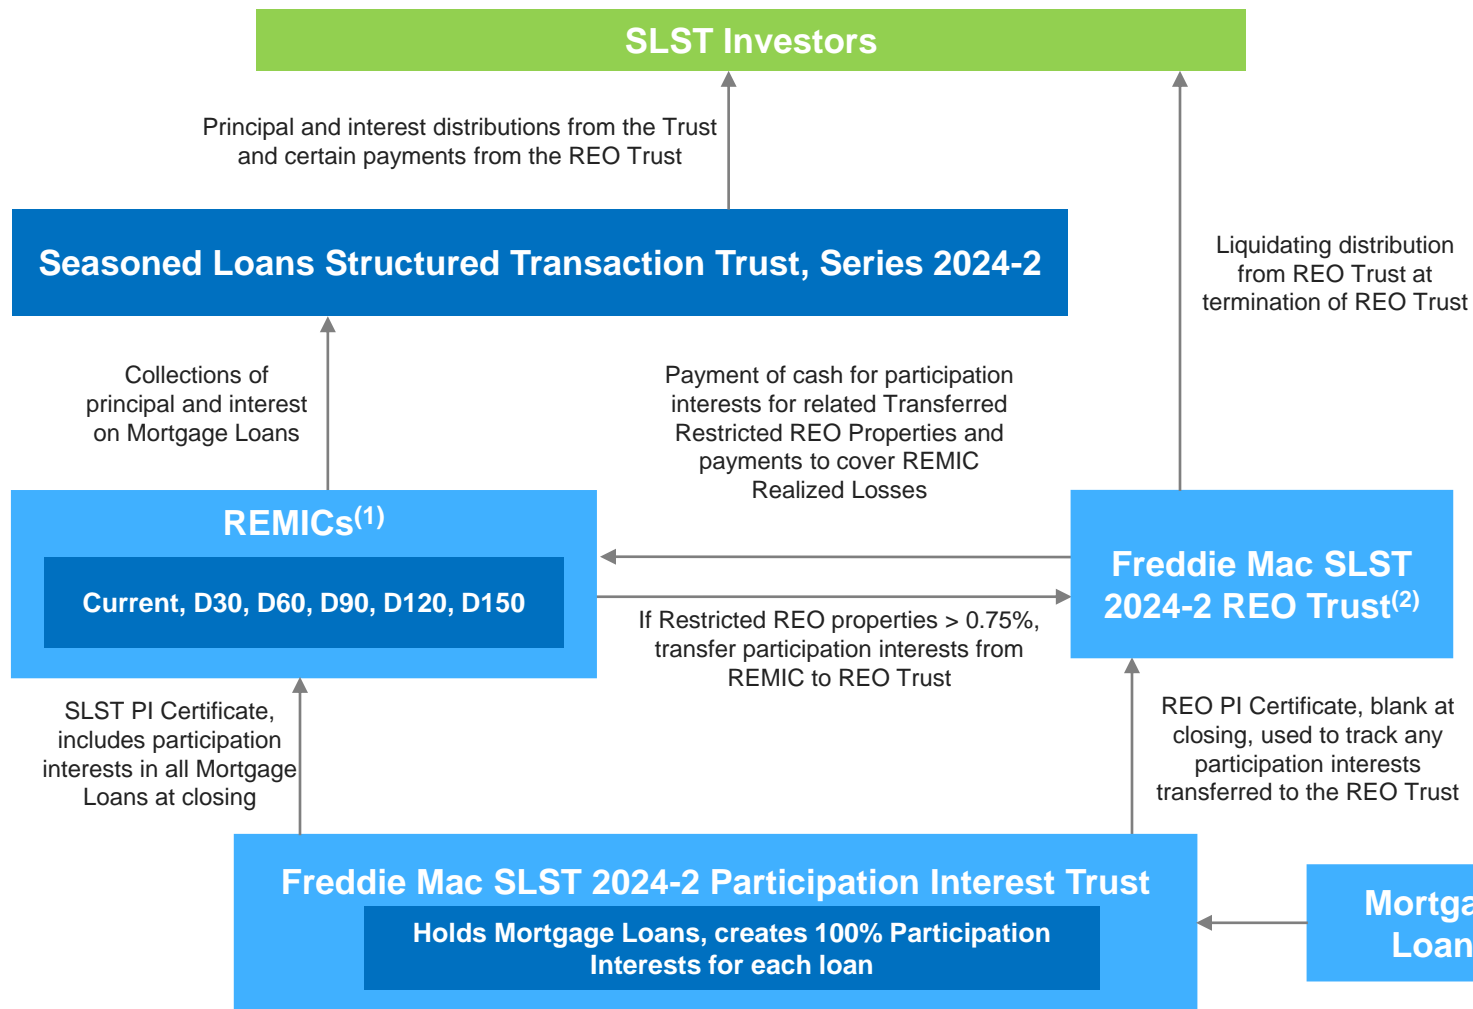 SLST Investors
Principal and interest distributions from the Trust
and certain payments from the REO Trust
Seasoned Loans Structured Transaction Trust, Series 2024-2
Liquidating distribution
from REO Trust at
termination of REO Trust
Collections of
principal and interest
on Mortgage Loans
Payment of cash for participation
interests for related Transferred
Restricted REO Properties and
payments to cover REMIC
Realized Losses
REMICs(1)
Current, D30, D60, D90, D120, D150
Freddie Mac SLST
2024-2 REO Trust(2)
If Restricted REO properties > 0.75%,
transfer participation interests from
REMIC to REO Trust
SLST PI Certificate,
includes participation
interests in all Mortgage
Loans at closing
REO PI Certificate, blank at
closing, used to track any
participation interests
transferred to the REO Trust
Freddie Mac SLST 2024-2 Participation Interest Trust
Holds Mortgage Loans, creates 100% Participation
Interests for each loan